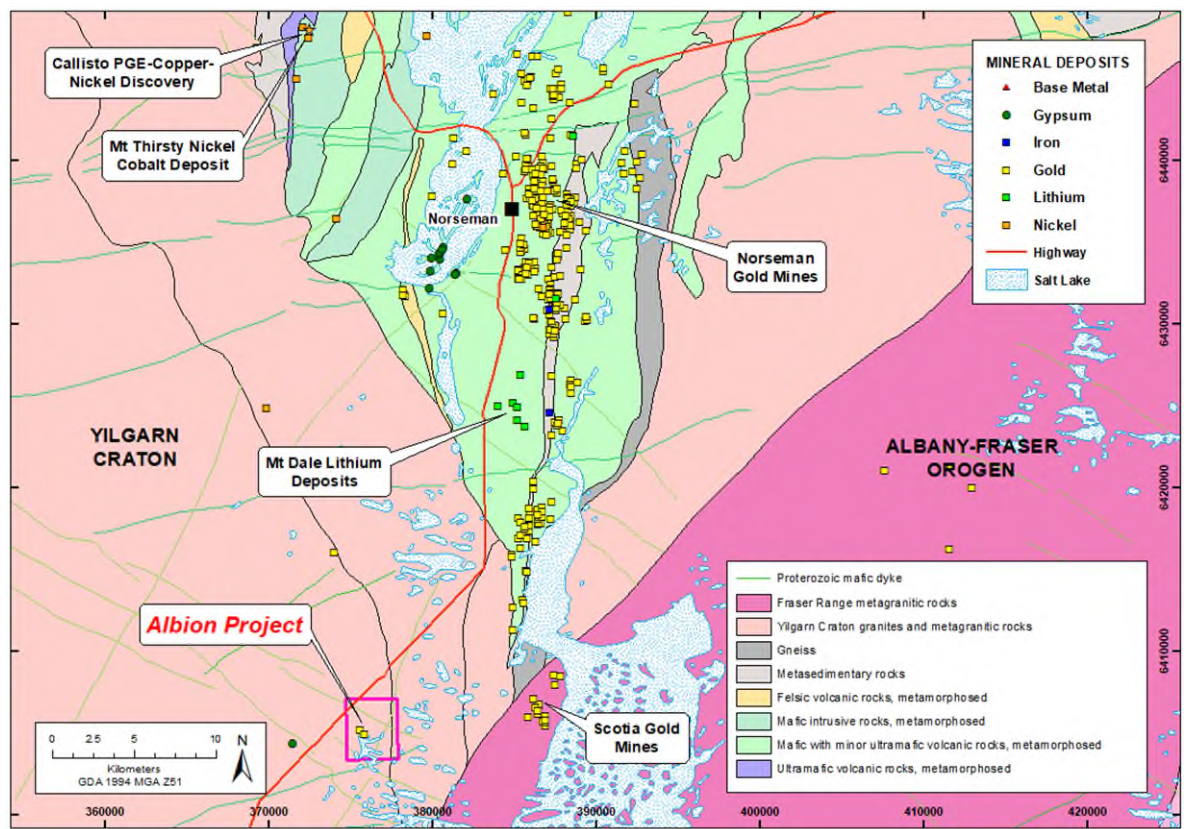 Callisto PGE-Copper-
Nickel Discovery
Mt Thirsty Nickel
Cobalt Deposit
Norseman
Norseman
Gold Mines
MINERAL DEPOSITS
Base Metal
Gypsum
Iron
Gold
Lithium
Nickel
Highway
Salt Lake
6440000
6430000
6420000
6410000
YILGARN
CRATON
Mt Dale Lithium
Deposits
ALBANY-FRASER
OROGEN
Albion Project
Scotia Gold
Mines
Proterozoic mafic dyke
Fraser Range metagranitic rocks
Yilgarn Craton granites and metagranitic rocks
Gneiss
Metasedimentary rocks
Felsic volcanic rocks, metamorphosed
Mafic intrusive rocks, metamorphosed
Mafic with minor ultramafic volcanic rocks, metamorphosed
Ultramafic volcanic rocks, metamorphosed
0 2.5 5 10
Kilometers
GDA 1994 MGA Z51
N
360000 370000 380000 390000 400000 410000 420000